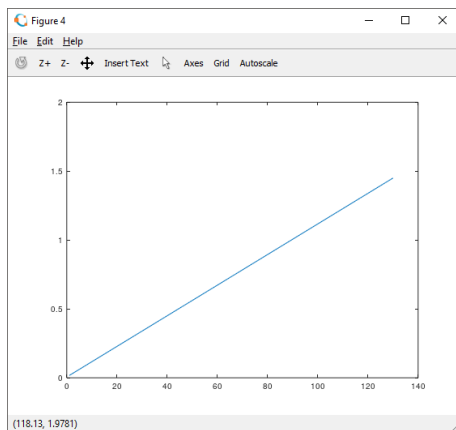 Figure 4
File Edit Help
Z+ Z- Insert Text Axes Grid Autoscale
2
1.5
1
0.5
0
0 20 40 60 80 100 120 140
(118.13, 1.9781)